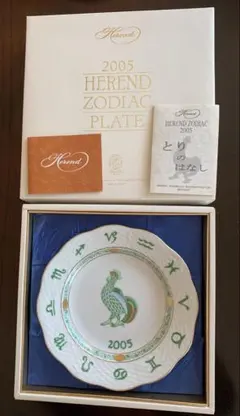 Herend
2005
HEREND
ZODIAC
PLATE
Herend
Herend
HEREND ZODIAC
2005
とり
の
はなし
2005